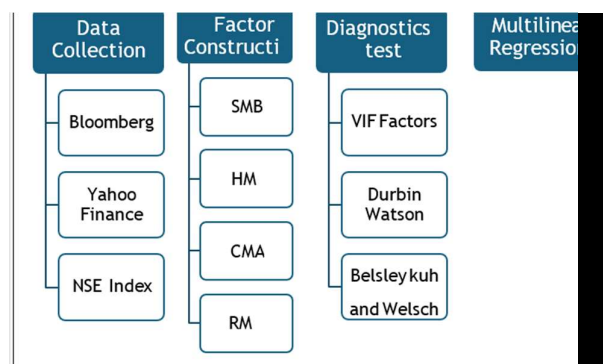 Data
Collection
Bloomberg
Yahoo
Finance
NSE Index
Factor
Constructi
SMB
HM
CMA
RM
Diagnostics
test
VIF Factors
Durbin
Watson
Belsley kuh
and Welsch
Multilinea
Regressio